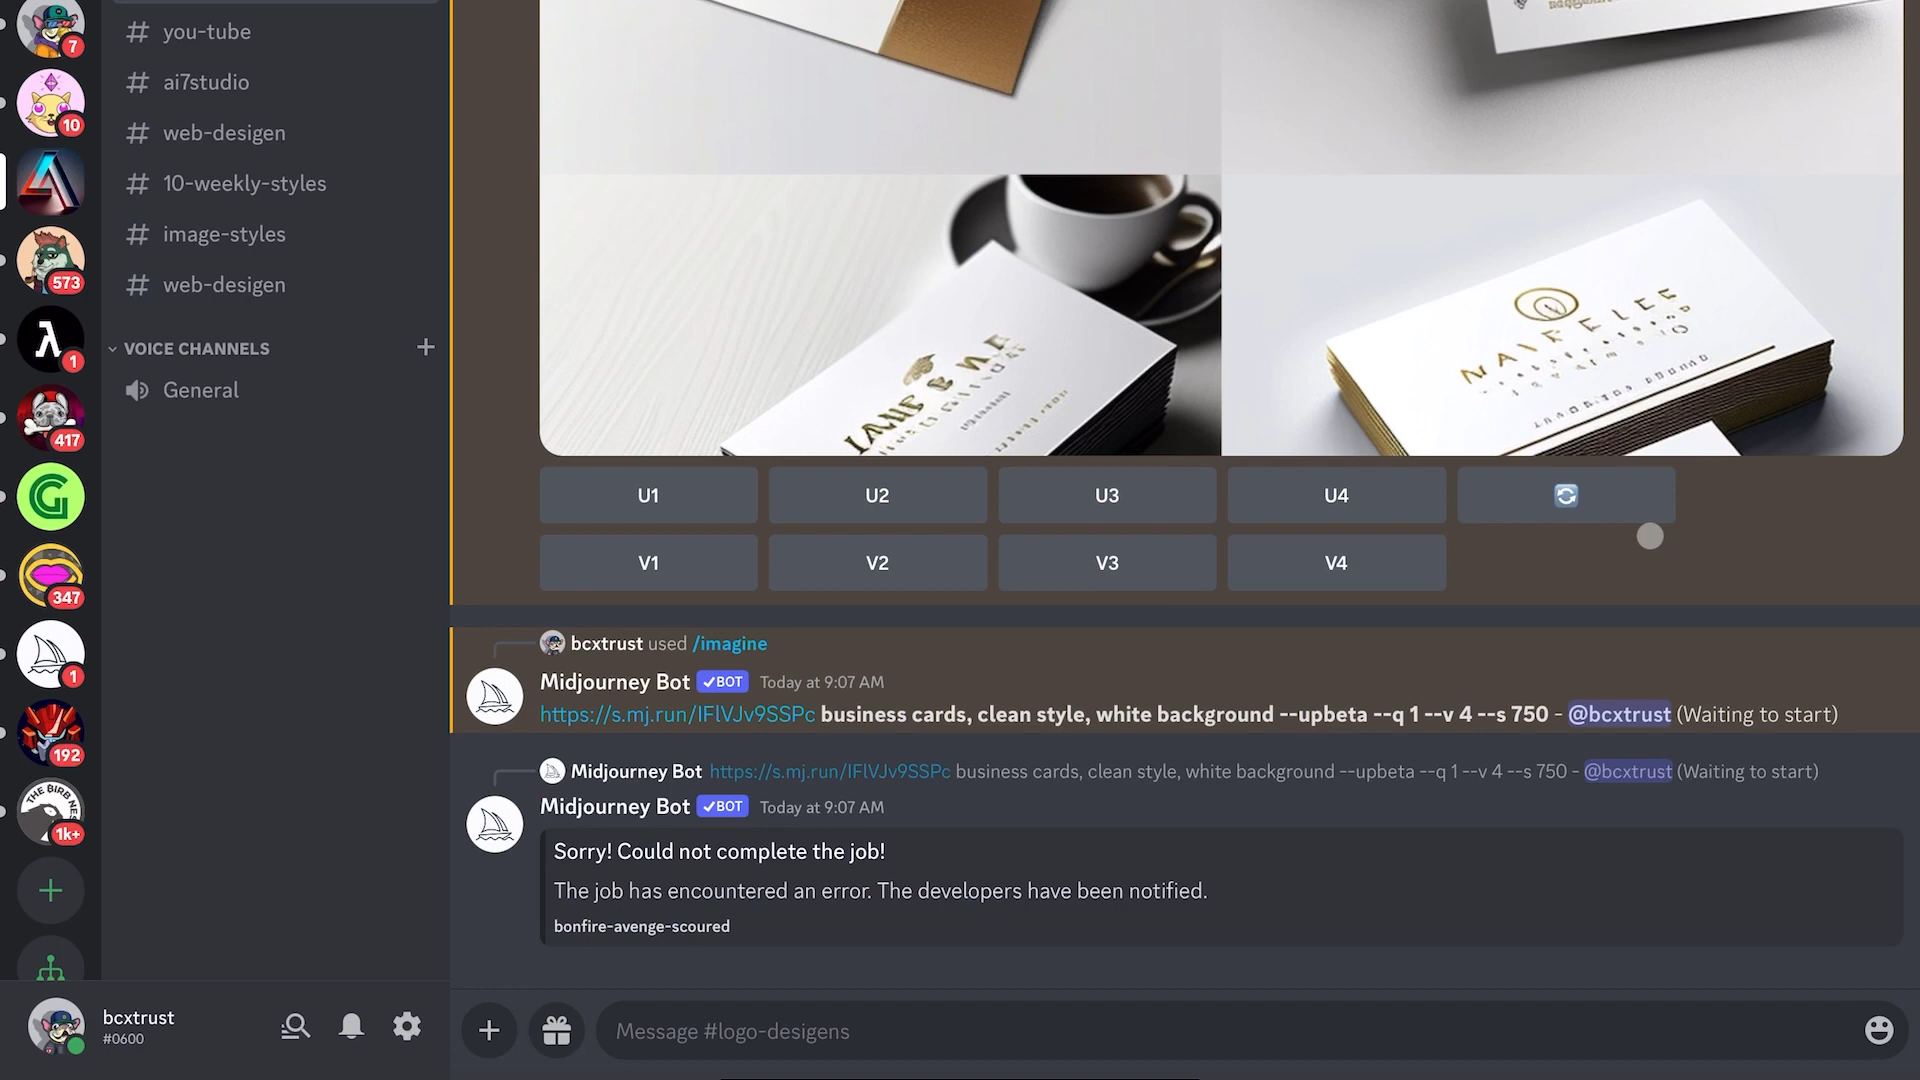 7
# you-tube
# ai7studio
10
# web-desigen
# 10-weekly-styles
# image-styles
573
# web-desigen
VOICE CHANNELS
1
General
417
347
1
192
THE BIRB NES
1k+
NAIRELEE
U1 U2 U3 U4
V1 V2 V3 V4
bcxtrust used /imagine
Midjourney Bot ✓BOT Today at 9:07 AM
https://s.mj.run/IFlVJv9SSPc business cards, clean style, white background --upbeta --q 1 --v 4 --s 750 - @bcxtrust (Waiting to start)
Midjourney Bot https://s.mj.run/IFlVJv9SSPc business cards, clean style, white background --upbeta --q 1 --v 4 --s 750 - @bcxtrust (Waiting to start)
Midjourney Bot ✓BOT Today at 9:07 AM
Sorry! Could not complete the job!
The job has encountered an error. The developers have been notified.
bonfire-avenge-scoured
bcxtrust
#0600
Message #logo-desigens